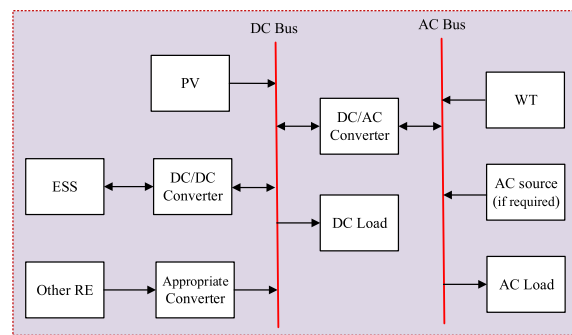 DC Bus
AC Bus
PV
WT
DC/AC
Converter
ESS
DC/DC
Converter
AC source
(if required)
DC Load
Other RE
Appropriate
Converter
AC Load